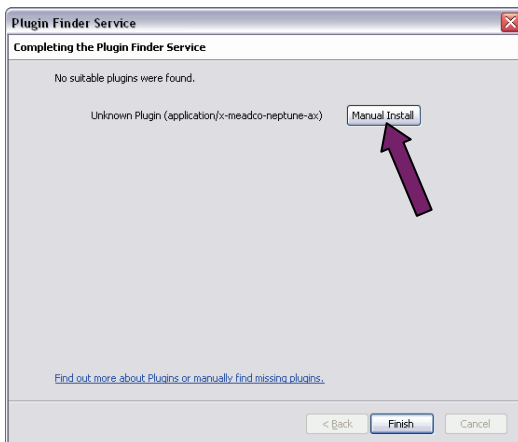 Plugin Finder Service
Completing the Plugin Finder Service
No suitable plugins were found.
Unknown Plugin (application/x-meadco-neptune-ax) Manual Install
Find out more about Plugins or manually find missing plugins.
< Back Finish Cancel